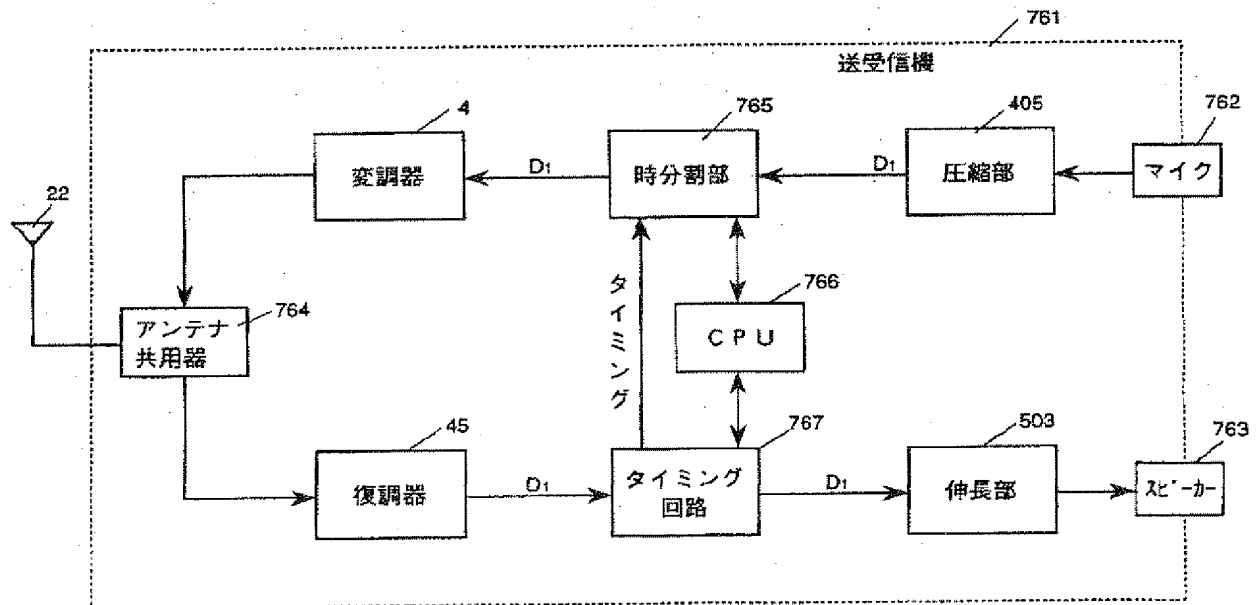 761
送受信機
4
765
405
762
変調器
D1
時分割部
D1
圧縮部
マイク
22
タイミング
766
CPU
764
アンテナ
共用器
45
767
503
763
復調器
D1
タイミング
回路
D1
伸長部
スピーカー